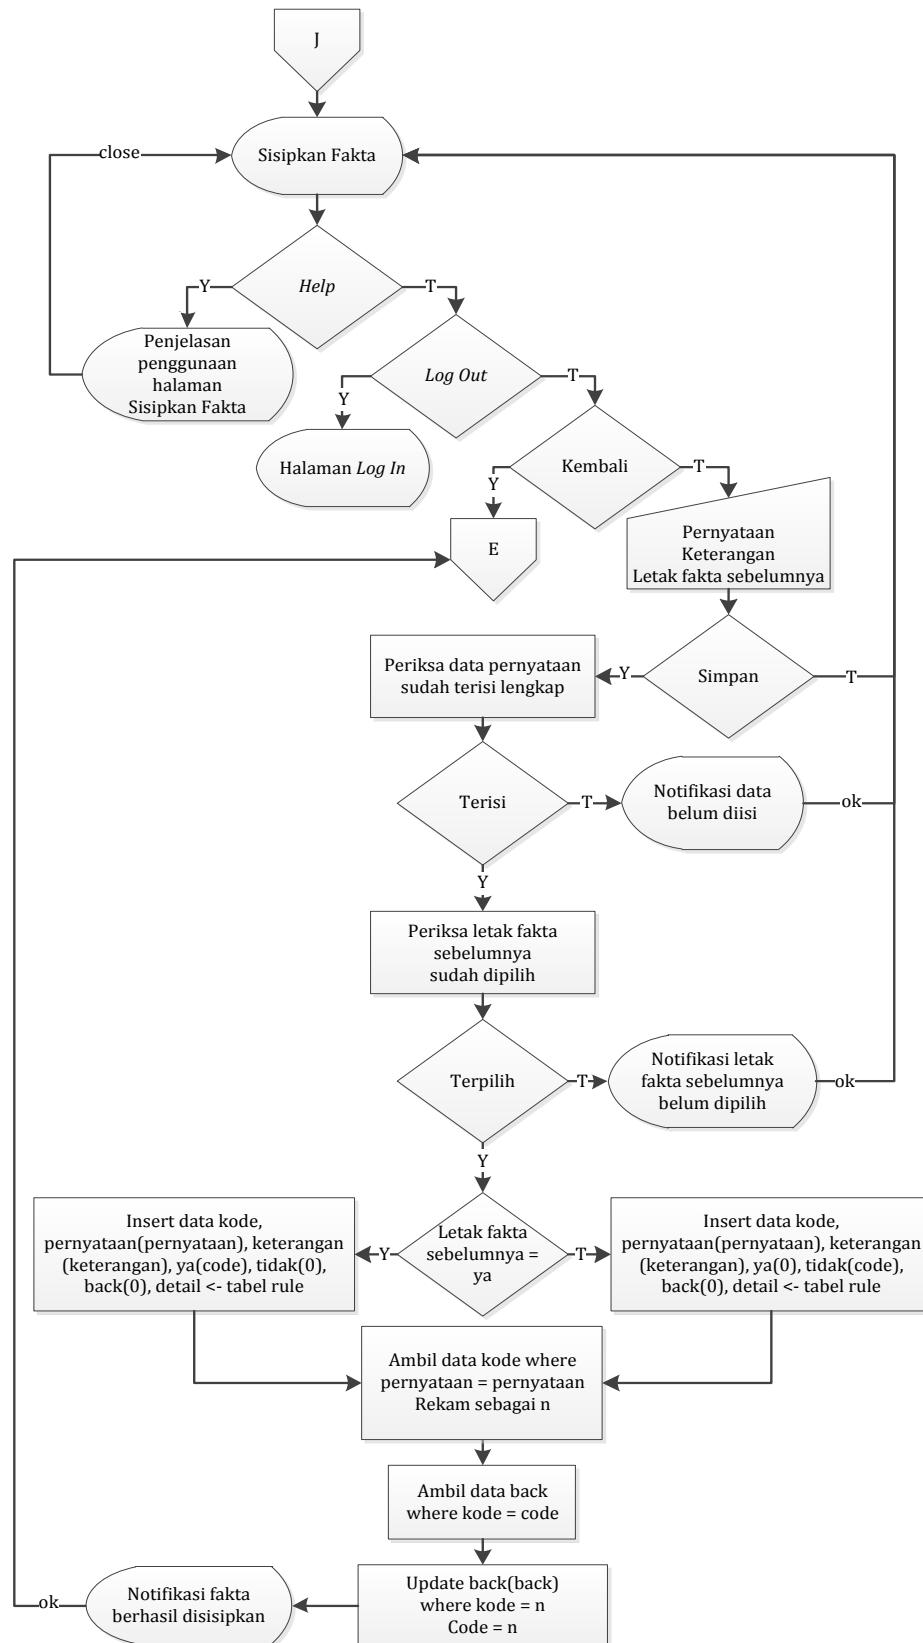 J
close
Sisipkan Fakta
Y
Help
T
Penjelasan
penggunaan
halaman
Sisipkan Fakta
Log Out
T
Y
Halaman Log In
Kembali
T
Y
E
Pernyataan
Keterangan
Letak fakta sebelumnya
Periksa data pernyataan
sudah terisi lengkap
Y
Simpan
T
Terisi
T
Notifikasi data
belum diisi
ok
Y
Periksa letak fakta
sebelumnya
sudah dipilih
Terpilih
T
Notifikasi letak
fakta sebelumnya
belum dipilih
ok
Y
Insert data kode,
pernyataan(pernyataan), keterangan
(keterangan), ya(code), tidak(0),
back(0), detail <- tabel rule
Y
Letak fakta
sebelumnya =
ya
T
Insert data kode,
pernyataan(pernyataan), keterangan
(keterangan), ya(0), tidak(code),
back(0), detail <- tabel rule
Ambil data kode where
pernyataan = pernyataan
Rekam sebagai n
Ambil data back
where kode = code
ok
Notifikasi fakta
berhasil disisipkan
Update back(back)
where kode = n
Code = n